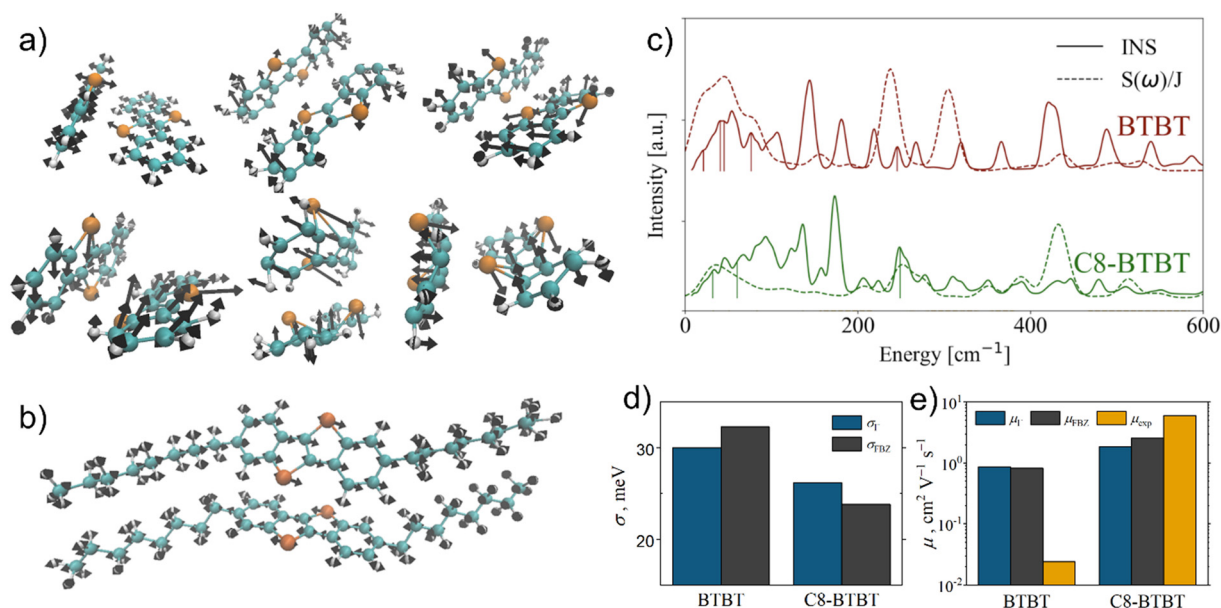 a)
c)
INS
S(ω)/J
BTBT
C8-BTBT
Intensity [a.u.]
0
200
400
600
Energy [cm⁻¹]
b)
d)
σΓ
σFBZ
30
20
σ, meV
BTBT
C8-BTBT
e)
μΓ
μFBZ
μexp
10¹
10⁰
10⁻¹
10⁻²
μ, cm² V⁻¹ s⁻¹
BTBT
C8-BTBT